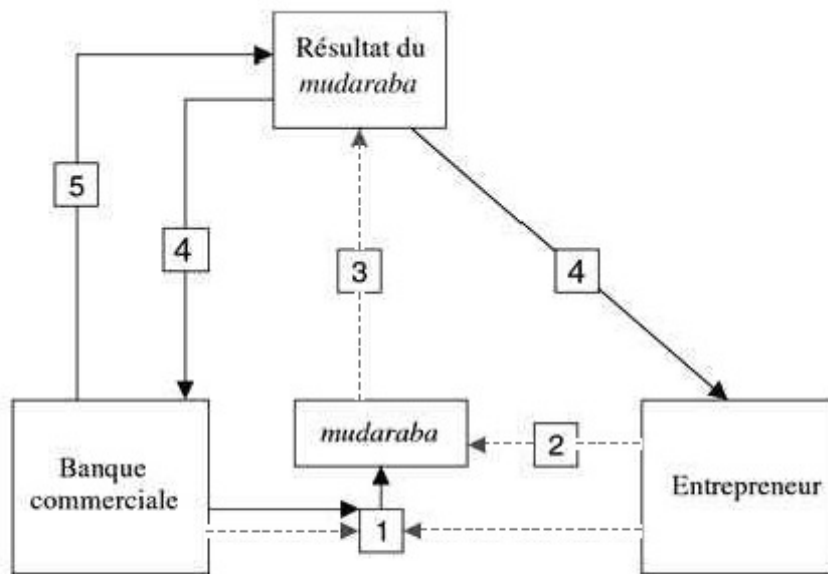 Résultat du
mudaraba
5
4
3
4
mudaraba
2
Banque
commerciale
Entrepreneur
1